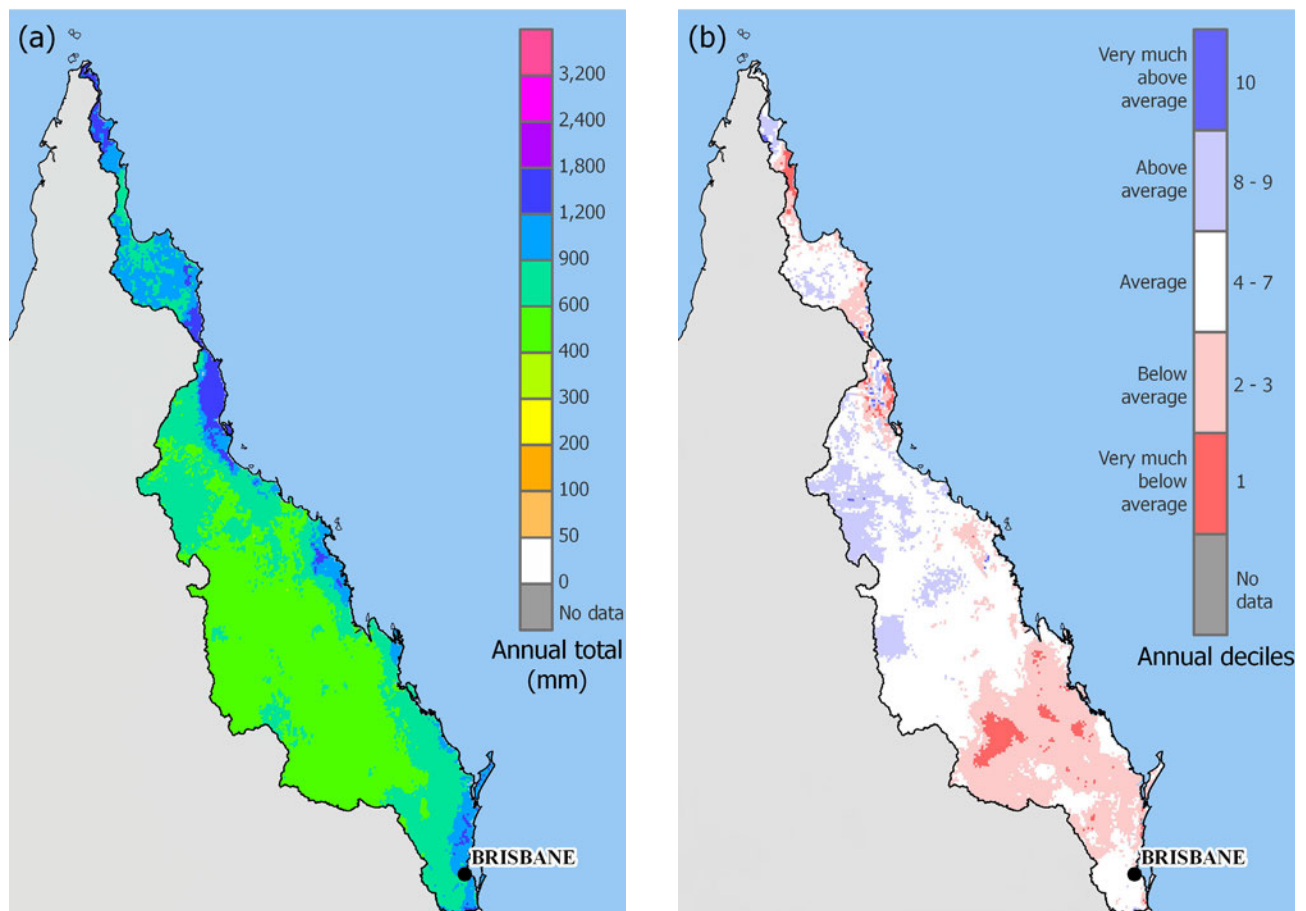 (a)
3,200
2,400
1,800
1,200
900
600
400
300
200
100
50
0
No data
Annual total
(mm)
BRISBANE
(b)
Very much
above
average
10
Above
average
8 - 9
Average
4 - 7
Below
average
2 - 3
Very much
below
average
1
No
data
Annual deciles
BRISBANE